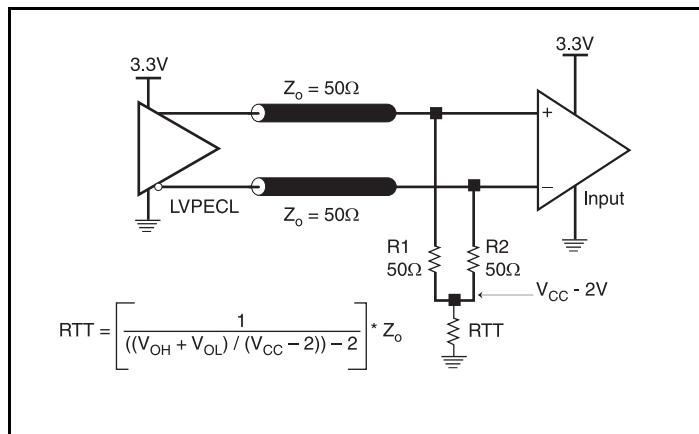 3.3V
3.3V
Zo = 50Ω
+
−
LVPECL
Zo = 50Ω
Input
R1
50Ω
R2
50Ω
VCC - 2V
RTT
RTT = [ 1 / ((VOH + VOL) / (VCC − 2)) − 2 ] * Zo